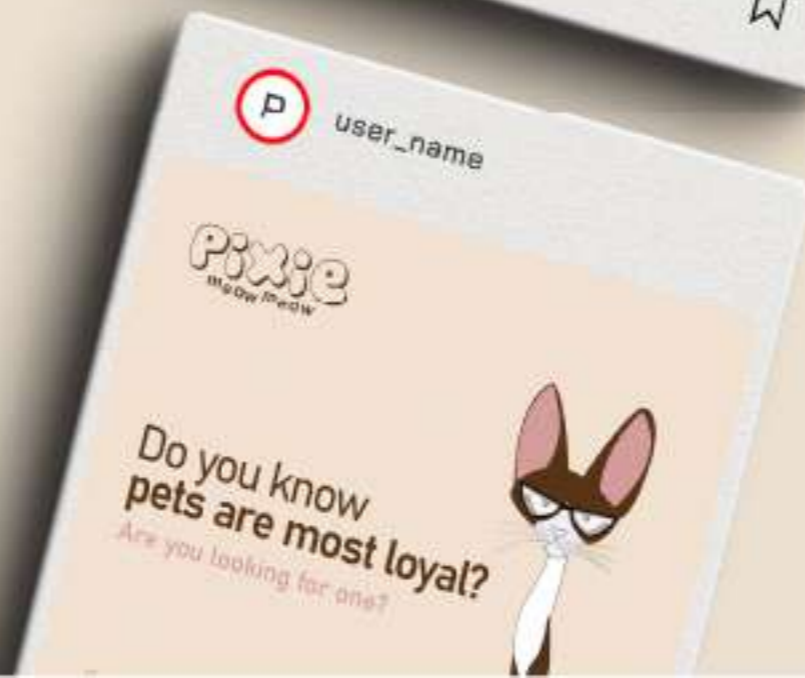 P
user_name
Pixie
meow meow
Do you know
pets are most loyal?
Are you looking for one?